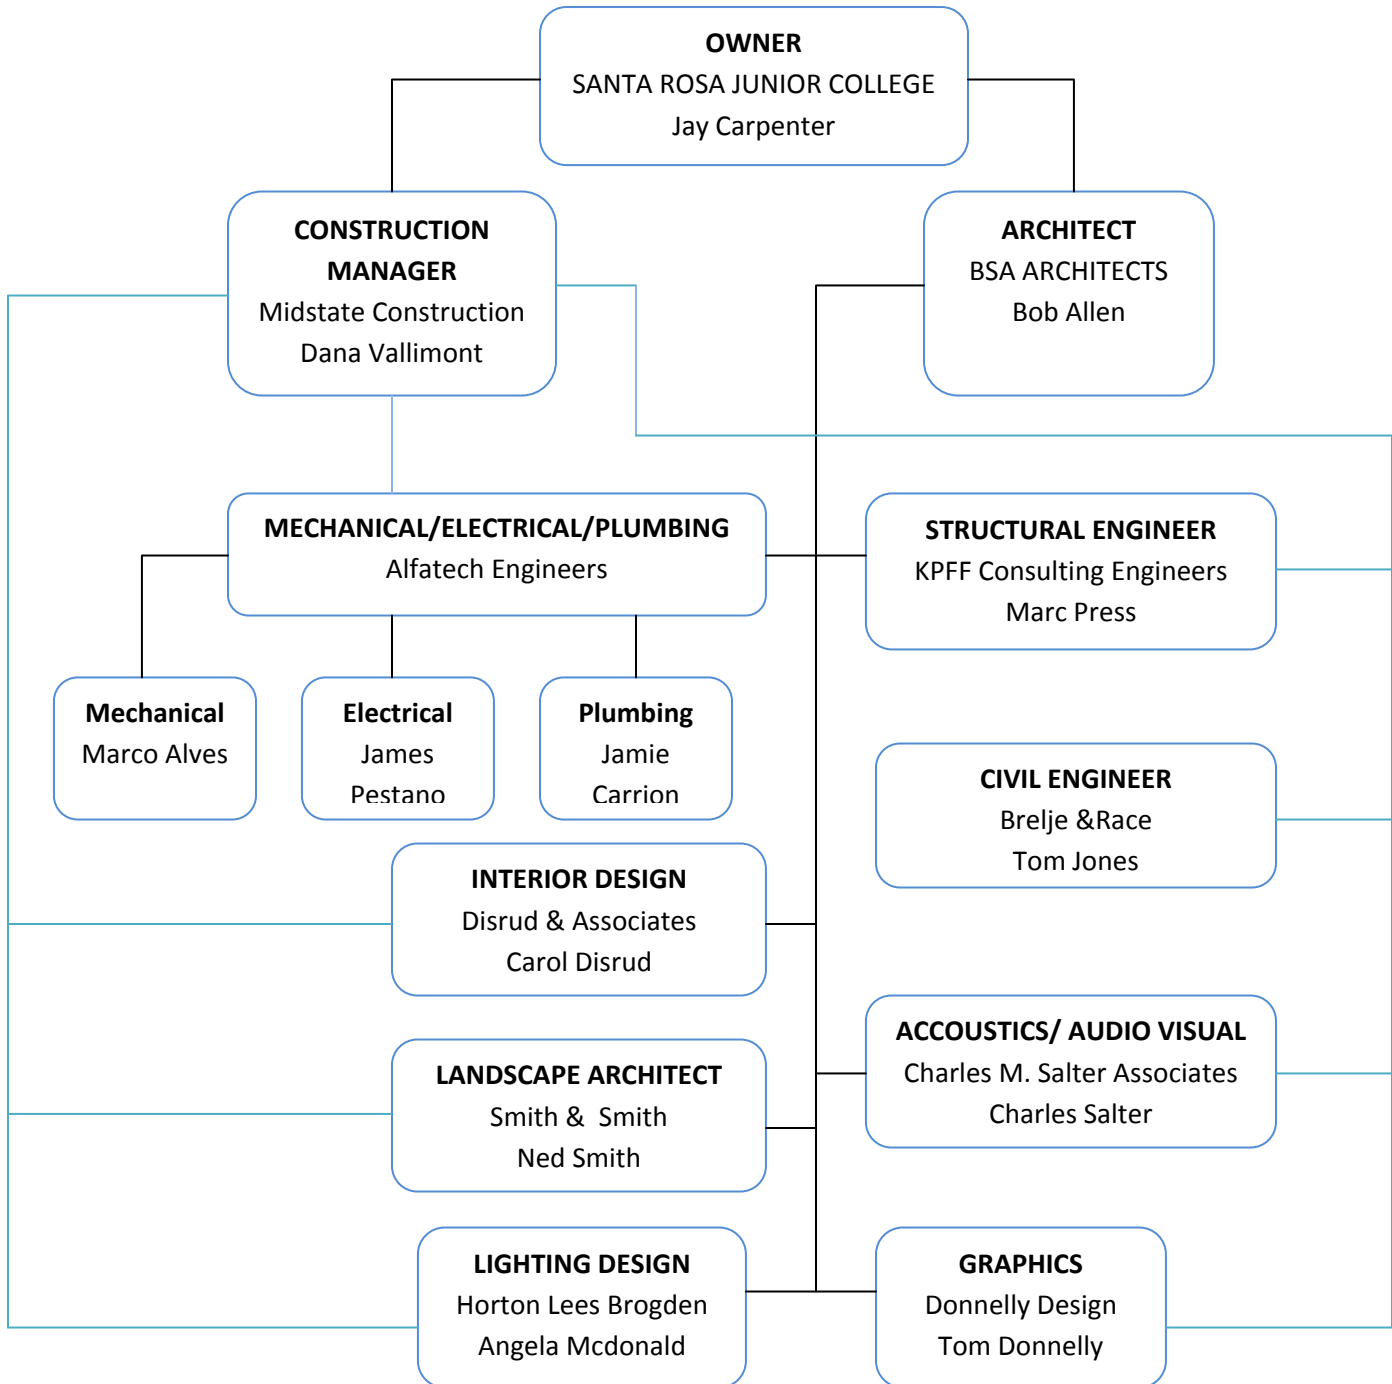 OWNER
SANTA ROSA JUNIOR COLLEGE
Jay Carpenter
CONSTRUCTION
MANAGER
Midstate Construction
Dana Vallimont
ARCHITECT
BSA ARCHITECTS
Bob Allen
MECHANICAL/ELECTRICAL/PLUMBING
Alfatech Engineers
STRUCTURAL ENGINEER
KPFF Consulting Engineers
Marc Press
Mechanical
Marco Alves
Electrical
James
Pestano
Plumbing
Jamie
Carrion
CIVIL ENGINEER
Brelje &Race
Tom Jones
INTERIOR DESIGN
Disrud & Associates
Carol Disrud
ACCOUSTICS/ AUDIO VISUAL
Charles M. Salter Associates
Charles Salter
LANDSCAPE ARCHITECT
Smith &  Smith
Ned Smith
LIGHTING DESIGN
Horton Lees Brogden
Angela Mcdonald
GRAPHICS
Donnelly Design
Tom Donnelly